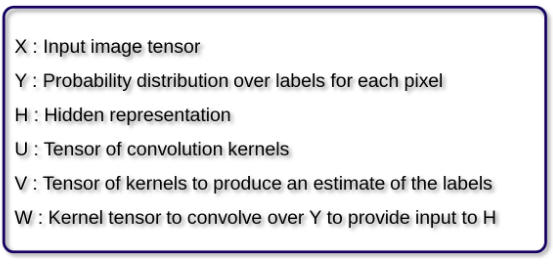 X : Input image tensor
Y : Probability distribution over labels for each pixel
H : Hidden representation
U : Tensor of convolution kernels
V : Tensor of kernels to produce an estimate of the labels
W : Kernel tensor to convolve over Y to provide input to H